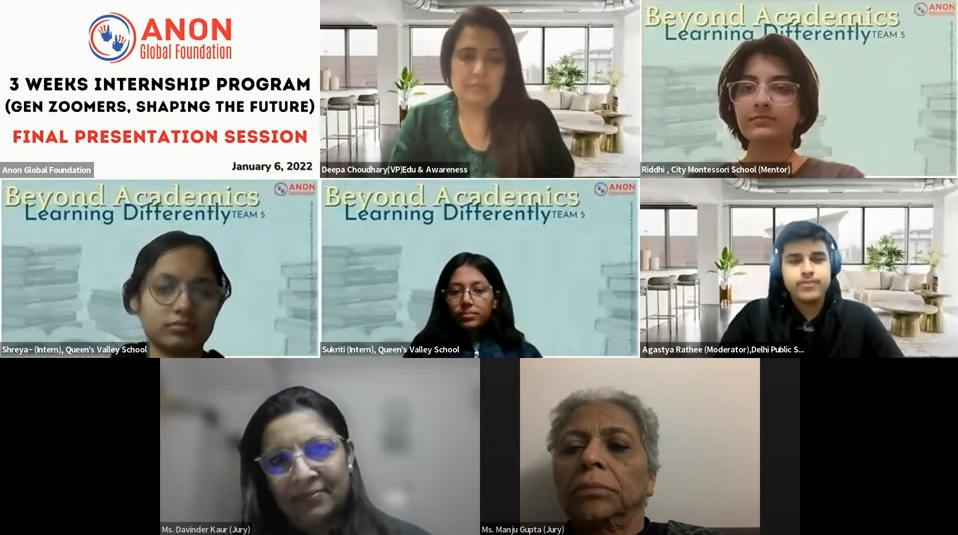 ANON
Global Foundation
3 WEEKS INTERNSHIP PROGRAM
(GEN ZOOMERS, SHAPING THE FUTURE)
FINAL PRESENTATION SESSION
January 6, 2022
Anon Global Foundation
Deepa Choudhary(VP)Edu & Awareness
Beyond Academics
Learning Differently TEAM 5
ANON
Riddhi , City Montessori School (Mentor)
Beyond Academics
Learning Differently TEAM 5
ANON
Shreya~ (Intern), Queen's Valley School
Beyond Academics
Learning Differently TEAM 5
ANON
Sukriti (Intern), Queen's Valley School
ANON
Agastya Rathee (Moderator),Delhi Public S...
Ms. Davinder Kaur (Jury)
Ms. Manju Gupta (Jury)